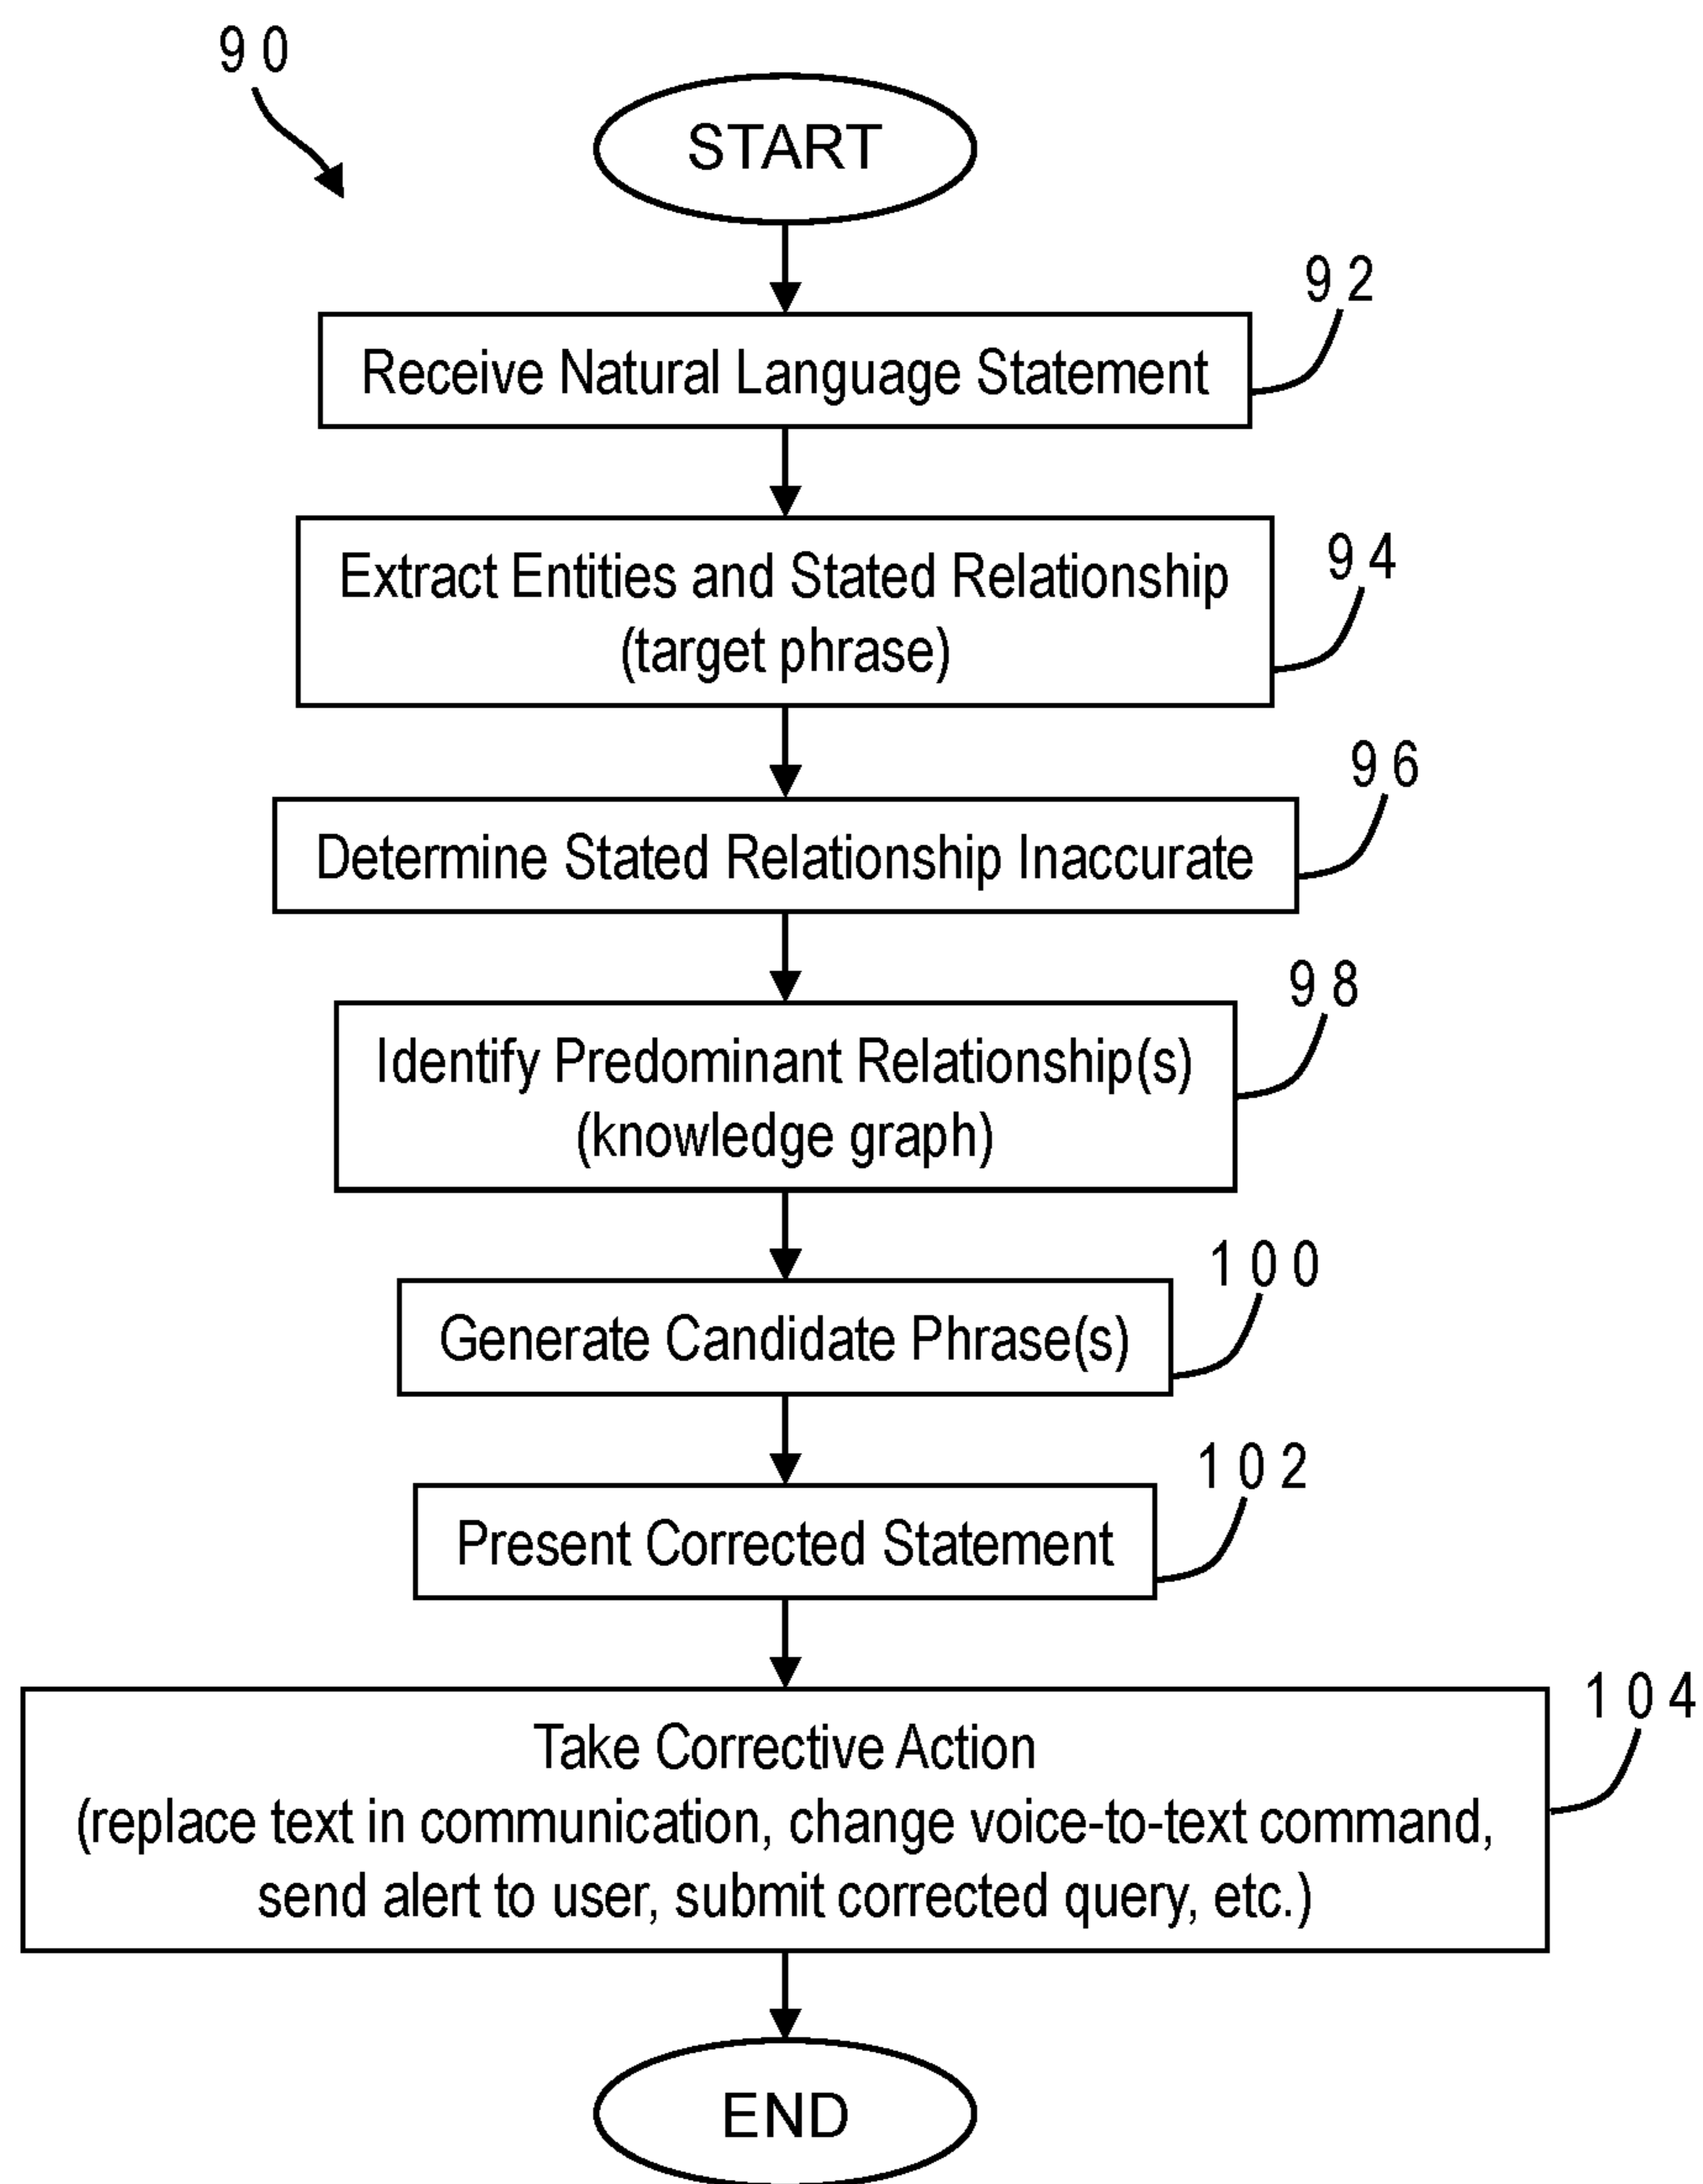 90
START
92
Receive Natural Language Statement
94
Extract Entities and Stated Relationship
(target phrase)
96
Determine Stated Relationship Inaccurate
98
Identify Predominant Relationship(s)
(knowledge graph)
100
Generate Candidate Phrase(s)
102
Present Corrected Statement
104
Take Corrective Action
(replace text in communication, change voice-to-text command,
send alert to user, submit corrected query, etc.)
END